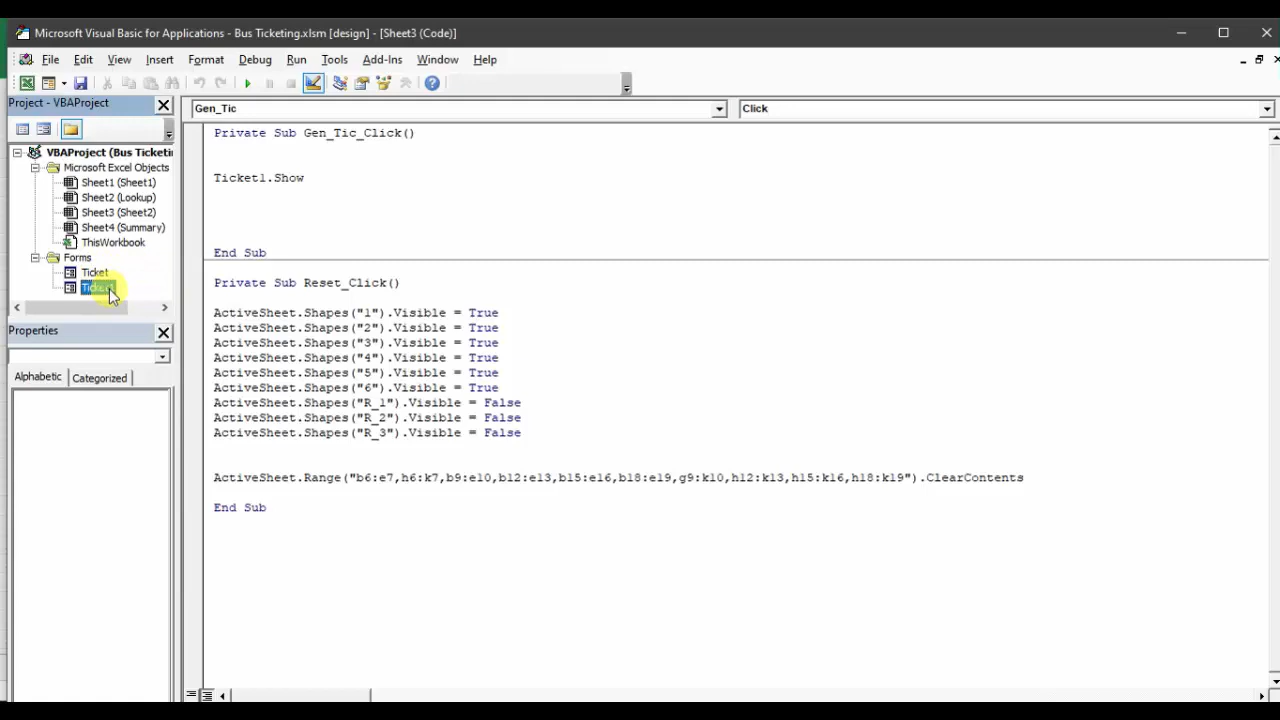 Microsoft Visual Basic for Applications - Bus Ticketing.xlsm [design] - [Sheet3 (Code)]
File Edit View Insert Format Debug Run Tools Add-Ins Window Help
Project - VBAProject
Gen_Tic
Click
VBAProject (Bus Ticketi
Microsoft Excel Objects
Sheet1 (Sheet1)
Sheet2 (Lookup)
Sheet3 (Sheet2)
Sheet4 (Summary)
ThisWorkbook
Forms
Ticket
Properties
Alphabetic Categorized
Private Sub Gen_Tic_Click()
Ticket1.Show
End Sub
Private Sub Reset_Click()
ActiveSheet.Shapes("1").Visible = True
ActiveSheet.Shapes("2").Visible = True
ActiveSheet.Shapes("3").Visible = True
ActiveSheet.Shapes("4").Visible = True
ActiveSheet.Shapes("5").Visible = True
ActiveSheet.Shapes("6").Visible = True
ActiveSheet.Shapes("R_1").Visible = False
ActiveSheet.Shapes("R_2").Visible = False
ActiveSheet.Shapes("R_3").Visible = False
ActiveSheet.Range("b6:e7,h6:k7,b9:e10,b12:e13,b15:e16,b18:e19,g9:k10,h12:k13,h15:k16,h18:k19").ClearContents
End Sub